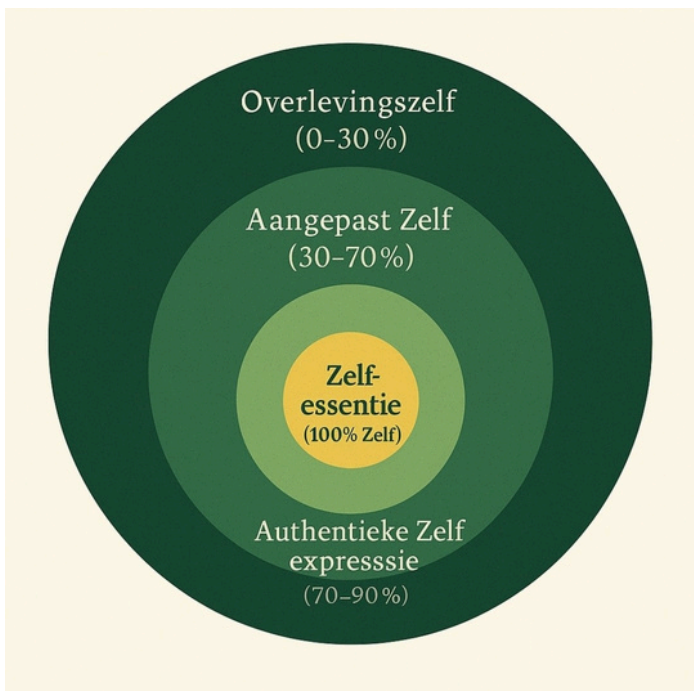 Overlevingszelf
(0–30%)
Aangepast Zelf
(30–70%)
Zelf-
essentie
(100% Zelf)
Authentieke Zelf
expresssie
(70–90%)